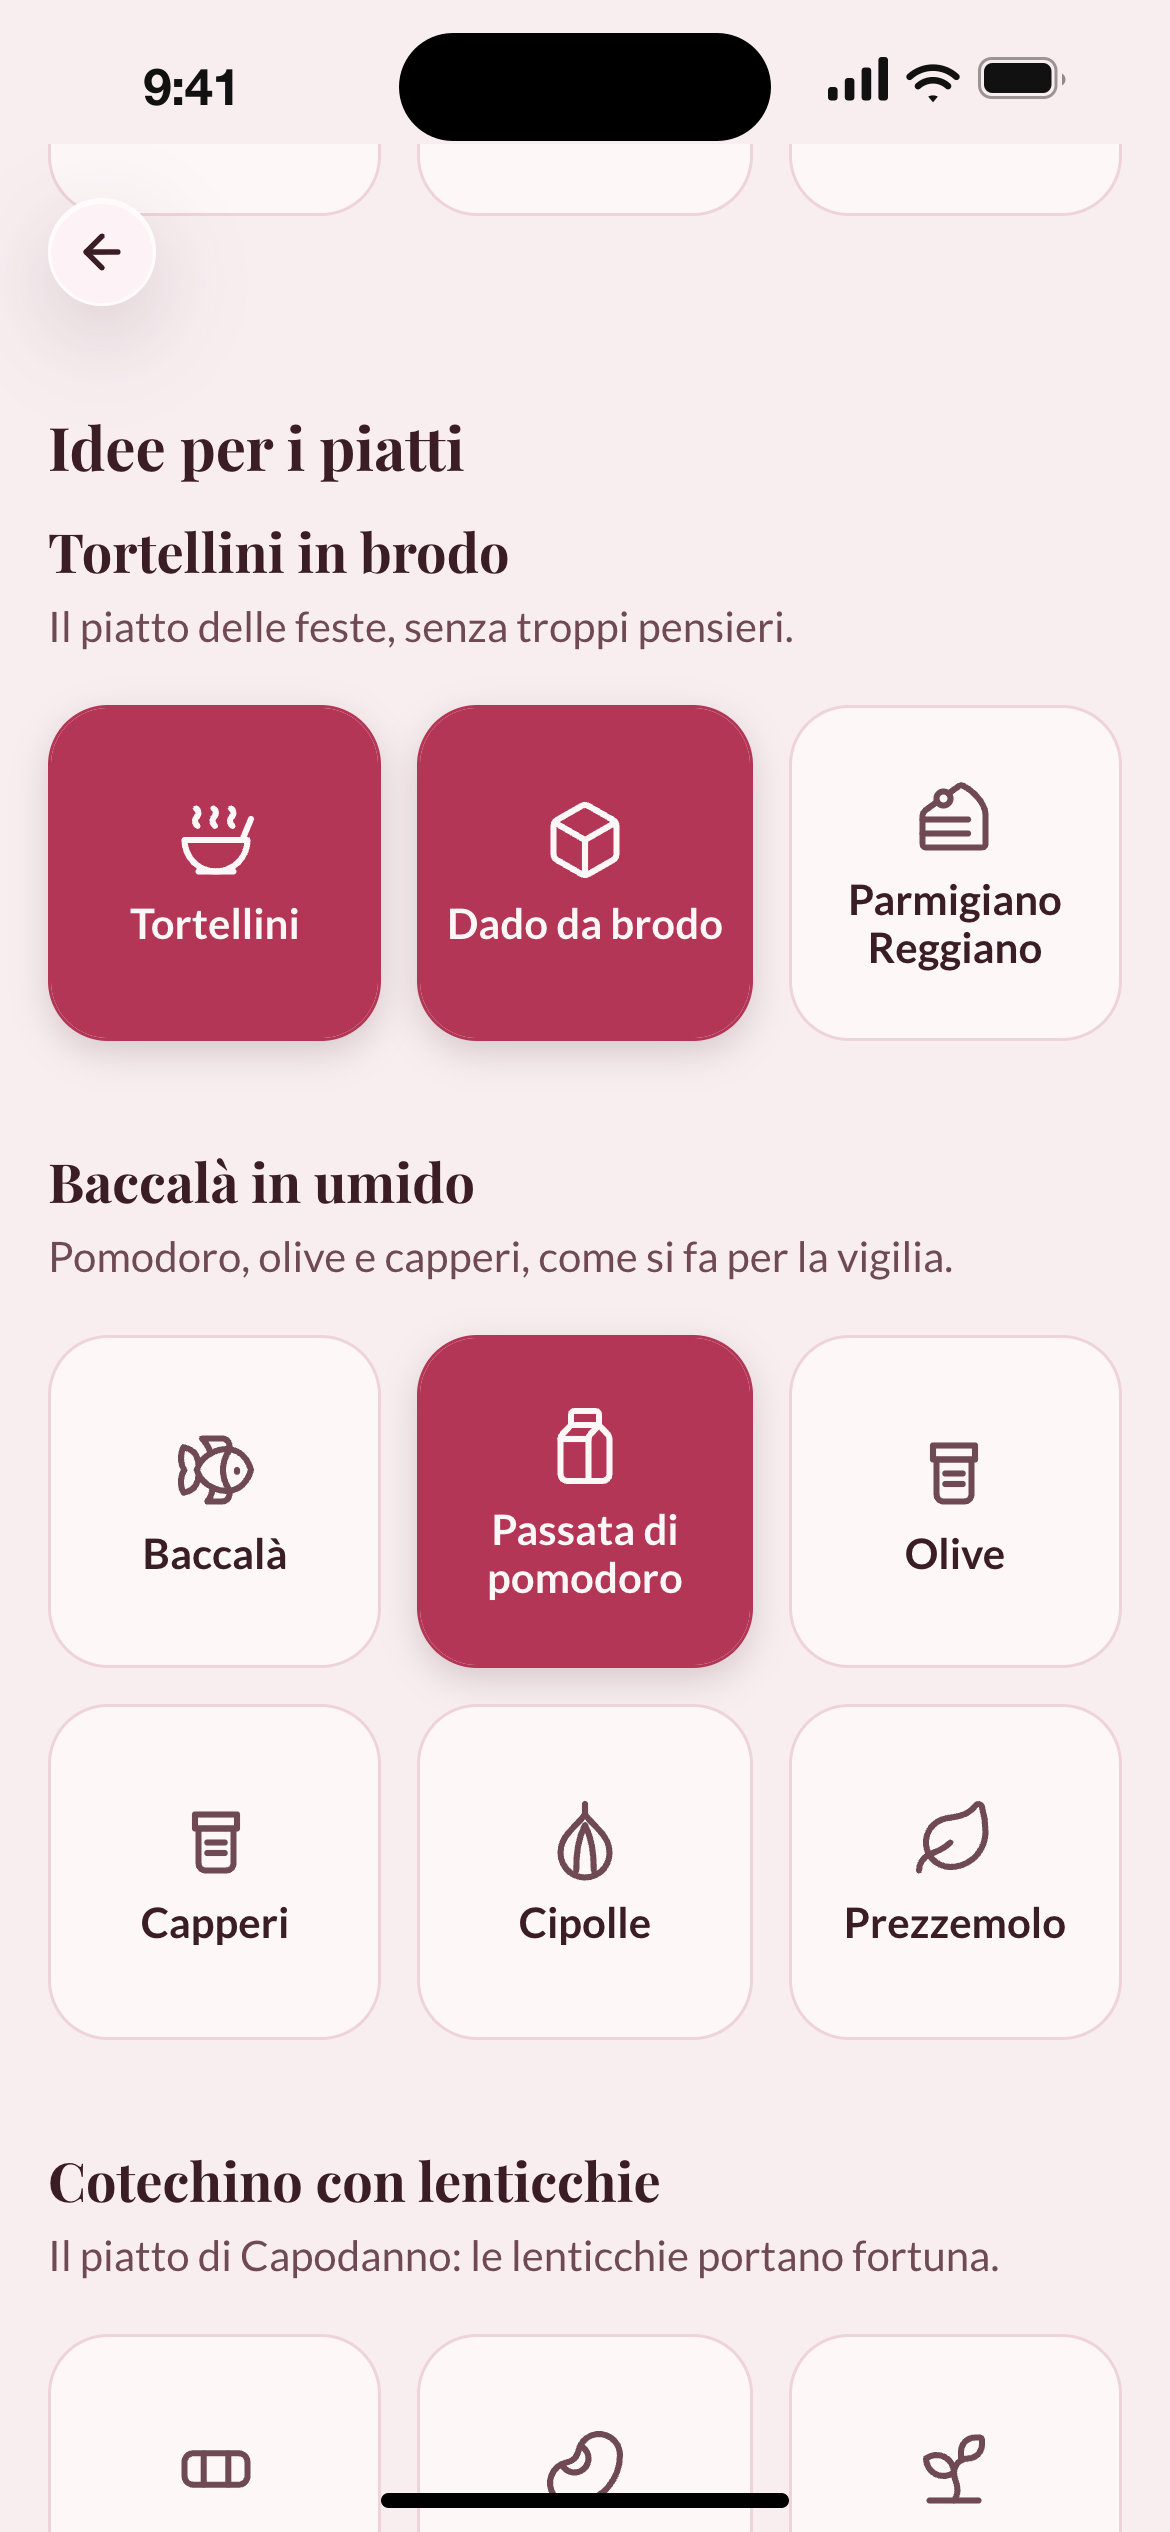 9:41
Idee per i piatti
Tortellini in brodo
Il piatto delle feste, senza troppi pensieri.
Tortellini
Dado da brodo
Parmigiano
Reggiano
Baccalà in umido
Pomodoro, olive e capperi, come si fa per la vigilia.
Baccalà
Passata di
pomodoro
Olive
Capperi
Cipolle
Prezzemolo
Cotechino con lenticchie
Il piatto di Capodanno: le lenticchie portano fortuna.